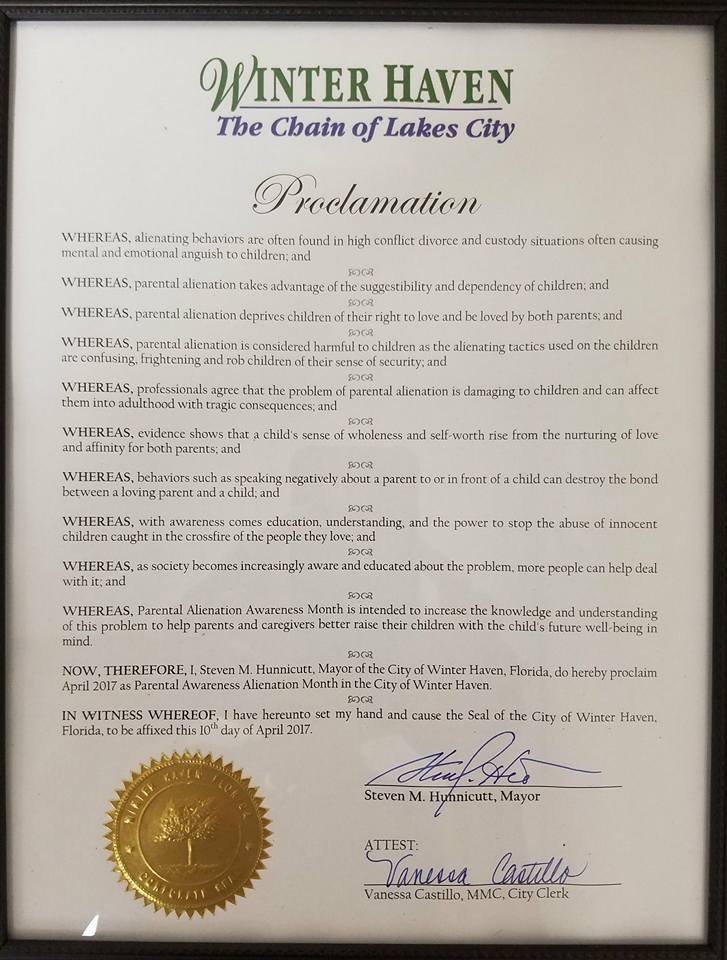 WINTER HAVEN
The Chain of Lakes City
Proclamation
WHEREAS, alienating behaviors are often found in high conflict divorce and custody situations often causing
mental and emotional anguish to children; and
WHEREAS, parental alienation takes advantage of the suggestibility and dependency of children; and
WHEREAS, parental alienation deprives children of their right to love and be loved by both parents; and
WHEREAS, parental alienation is considered harmful to children as the alienating tactics used on the children
are confusing, frightening and rob children of their sense of security; and
WHEREAS, professionals agree that the problem of parental alienation is damaging to children and can affect
them into adulthood with tragic consequences; and
WHEREAS, evidence shows that a child's sense of wholeness and self-worth rise from the nurturing of love
and affinity for both parents; and
WHEREAS, behaviors such as speaking negatively about a parent to or in front of a child can destroy the bond
between a loving parent and a child; and
WHEREAS, with awareness comes education, understanding, and the power to stop the abuse of innocent
children caught in the crossfire of the people they love; and
WHEREAS, as society becomes increasingly aware and educated about the problem, more people can help deal
with it; and
WHEREAS, Parental Alienation Awareness Month is intended to increase the knowledge and understanding
of this problem to help parents and caregivers better raise their children with the child's future well-being in
mind.
NOW, THEREFORE, I, Steven M. Hunnicutt, Mayor of the City of Winter Haven, Florida, do hereby proclaim
April 2017 as Parental Awareness Alienation Month in the City of Winter Haven.
IN WITNESS WHEREOF, I have hereunto set my hand and cause the Seal of the City of Winter Haven,
Florida, to be affixed this 10th day of April 2017.
Steven M. Hunnicutt, Mayor
ATTEST:
Vanessa Castillo
Vanessa Castillo, MMC, City Clerk
WINTER HAVEN FLORIDA
CORPORATE SEAL